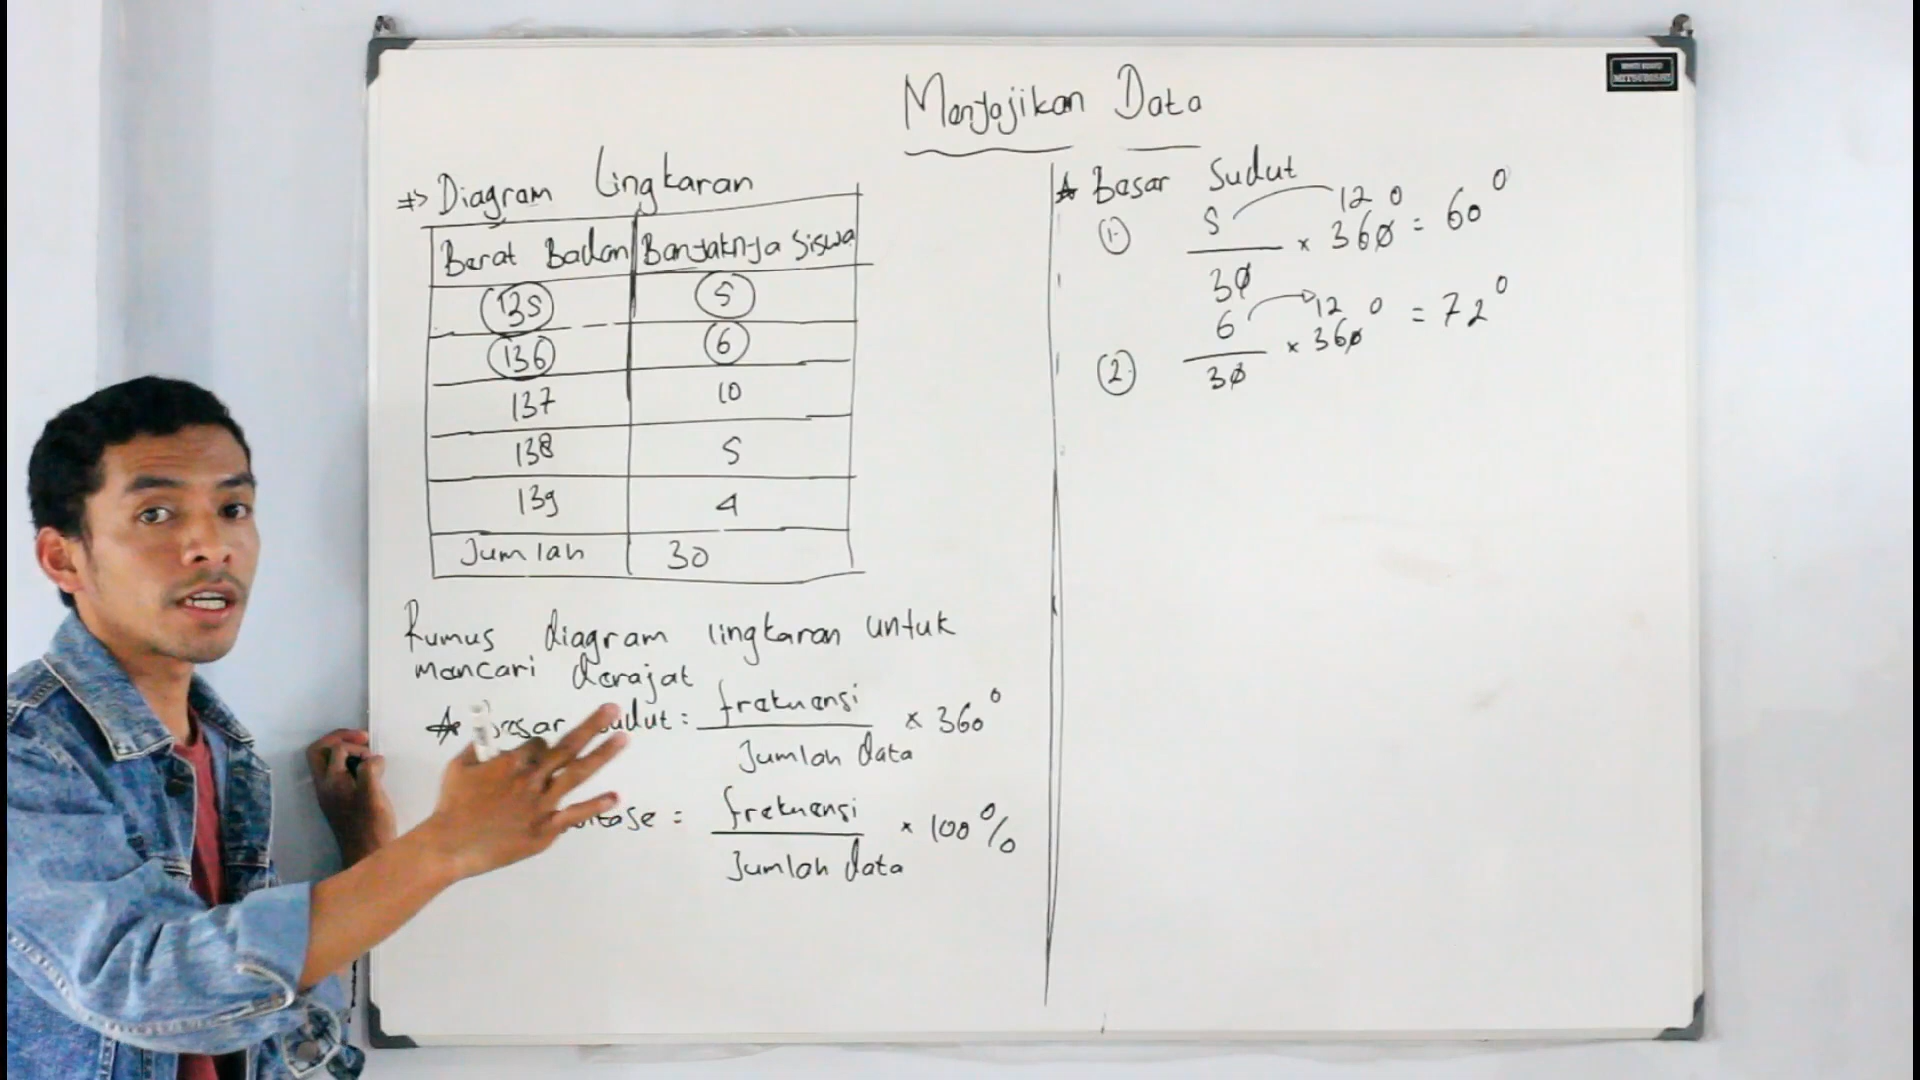 Menyajikan Data
=> Diagram Lingkaran
Berat Badan Banyaknya Siswa
135 5
136 6
137 10
138 5
139 4
Jumlah 30
Rumus diagram lingkaran untuk
mencari derajat
Besar Sudut = frekuensi / Jumlah data × 360°
frekuensi / Jumlah data × 100%
Besar Sudut
1. 5/30 × 360° = 60°
12
2. 6/30 × 360° = 72°
12